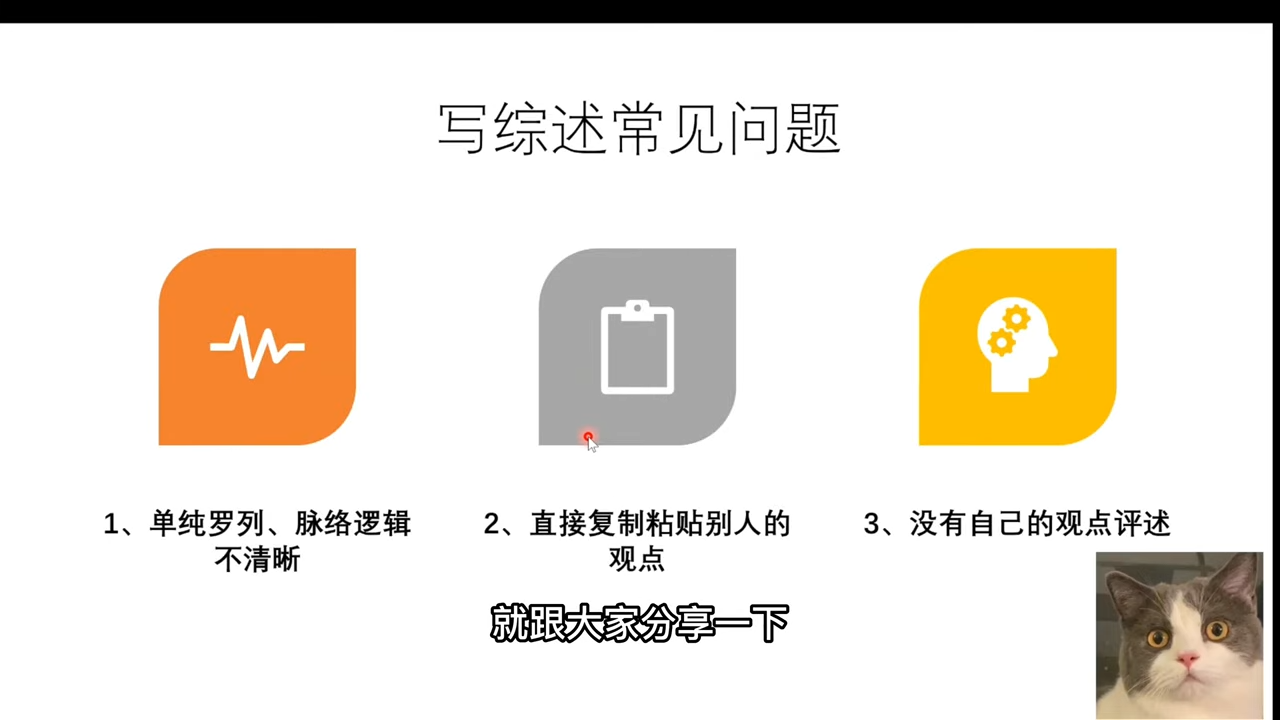 写综述常见问题
1、单纯罗列、脉络逻辑
不清晰
2、直接复制粘贴别人的
观点
3、没有自己的观点评述
就跟大家分享一下